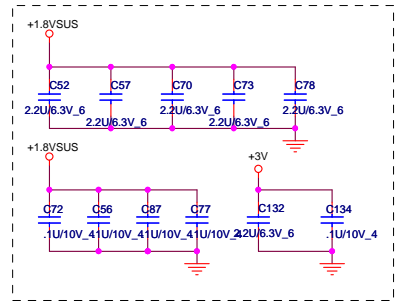 +1.8VSUS
C52 C57 C70 C73 C78
2.2U/6.3V_6 2.2U/6.3V_6 2.2U/6.3V_6
2.2U/6.3V_6 2.2U/6.3V_6
+1.8VSUS +3V
C72 C56 C87 C77 C132 C134
.1U/10V_4 .1U/10V_4 .1U/10V_4 .1U/10V_4 2.2U/6.3V_6 .1U/10V_4